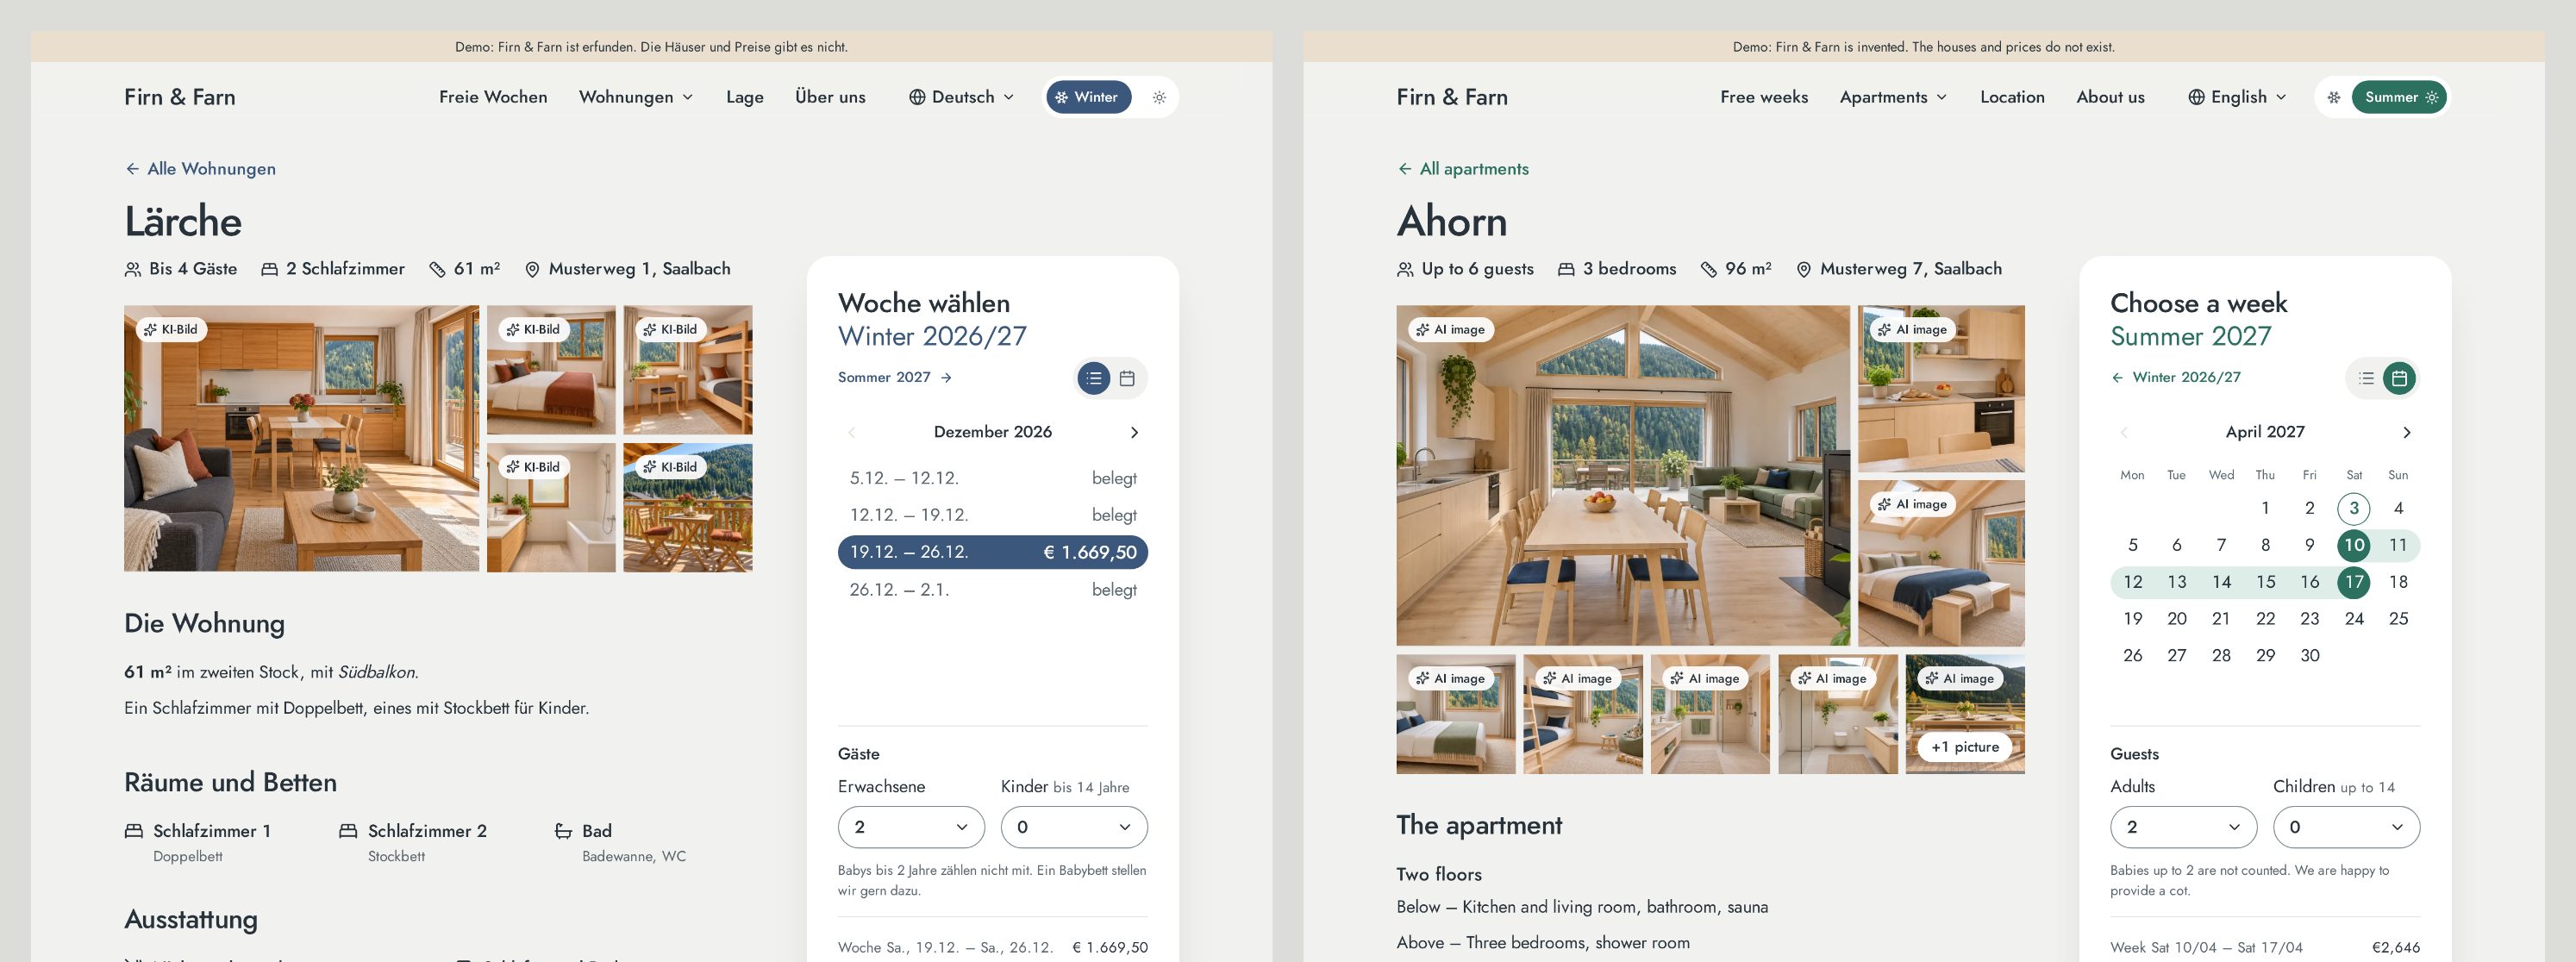 Demo: Firn & Farn ist erfunden. Die Häuser und Preise gibt es nicht.
Firn & Farn
Freie Wochen
Wohnungen
Lage
Über uns
Deutsch
Winter
Alle Wohnungen
Lärche
Bis 4 Gäste
2 Schlafzimmer
61 m²
Musterweg 1, Saalbach
KI-Bild
KI-Bild
KI-Bild
KI-Bild
KI-Bild
Die Wohnung
61 m² im zweiten Stock, mit Südbalkon.
Ein Schlafzimmer mit Doppelbett, eines mit Stockbett für Kinder.
Räume und Betten
Schlafzimmer 1
Doppelbett
Schlafzimmer 2
Stockbett
Bad
Badewanne, WC
Ausstattung
Woche wählen
Winter 2026/27
Sommer 2027
Dezember 2026
5.12. – 12.12. belegt
12.12. – 19.12. belegt
19.12. – 26.12. € 1.669,50
26.12. – 2.1. belegt
Gäste
Erwachsene
2
Kinder bis 14 Jahre
0
Babys bis 2 Jahre zählen nicht mit. Ein Babybett stellen
wir gern dazu.
Woche Sa., 19.12. – Sa., 26.12. € 1.669,50
Demo: Firn & Farn is invented. The houses and prices do not exist.
Firn & Farn
Free weeks
Apartments
Location
About us
English
Summer
All apartments
Ahorn
Up to 6 guests
3 bedrooms
96 m²
Musterweg 7, Saalbach
AI image
AI image
AI image
AI image
AI image
AI image
AI image
AI image
+1 picture
The apartment
Two floors
Below – Kitchen and living room, bathroom, sauna
Above – Three bedrooms, shower room
Choose a week
Summer 2027
Winter 2026/27
April 2027
Mon Tue Wed Thu Fri Sat Sun
1 2 3 4
5 6 7 8 9 10 11
12 13 14 15 16 17 18
19 20 21 22 23 24 25
26 27 28 29 30
Guests
Adults
2
Children up to 14
0
Babies up to 2 are not counted. We are happy to
provide a cot.
Week Sat 10/04 – Sat 17/04 €2,646